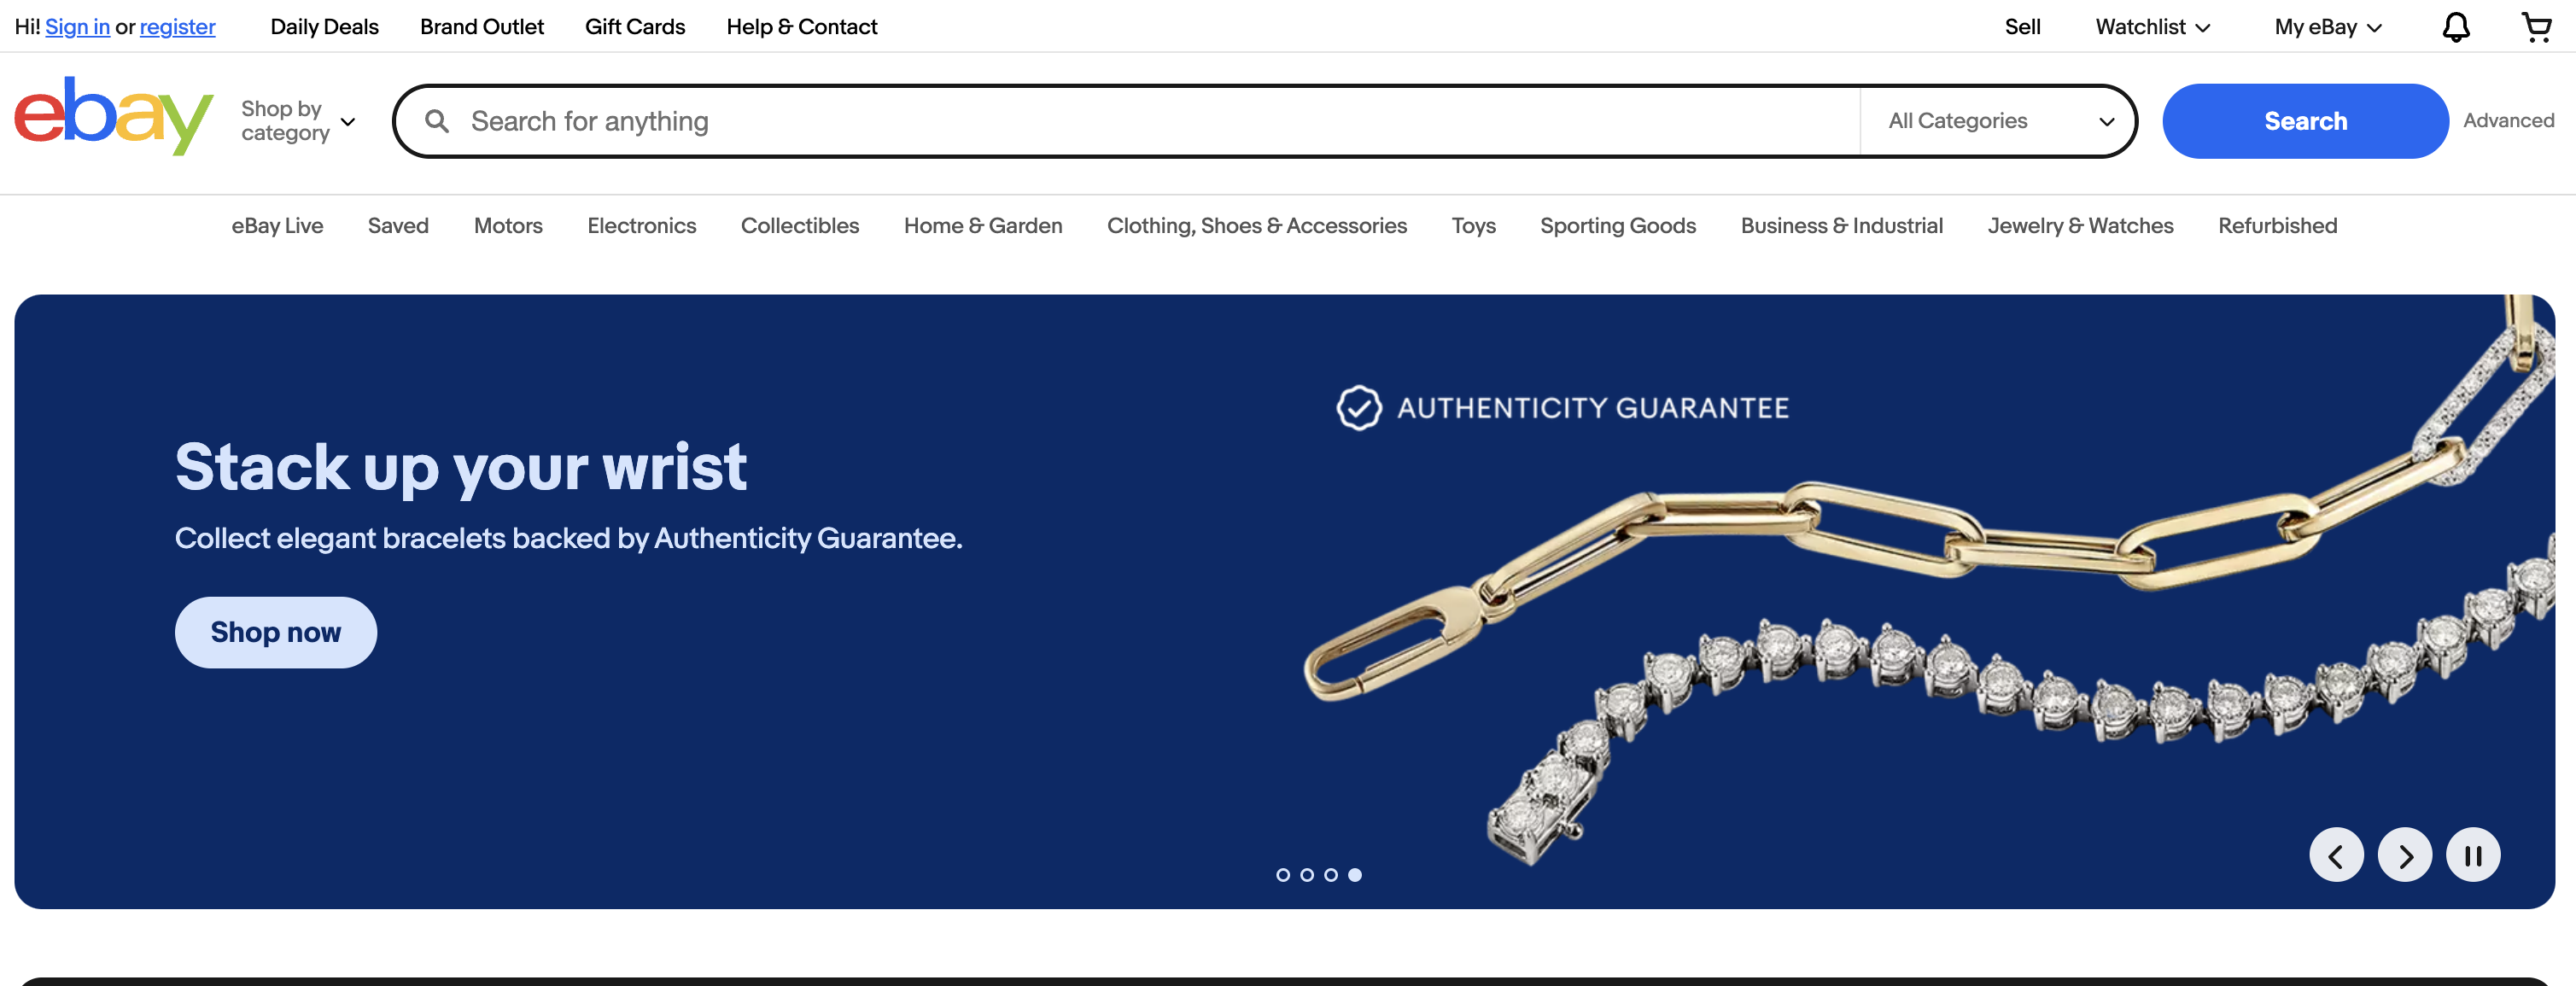 Hi! Sign in or register Daily Deals Brand Outlet Gift Cards Help & Contact Sell Watchlist My eBay
ebay
Shop by
category
Search for anything
All Categories
Search
Advanced
eBay Live Saved Motors Electronics Collectibles Home & Garden Clothing, Shoes & Accessories Toys Sporting Goods Business & Industrial Jewelry & Watches Refurbished
AUTHENTICITY GUARANTEE
Stack up your wrist
Collect elegant bracelets backed by Authenticity Guarantee.
Shop now